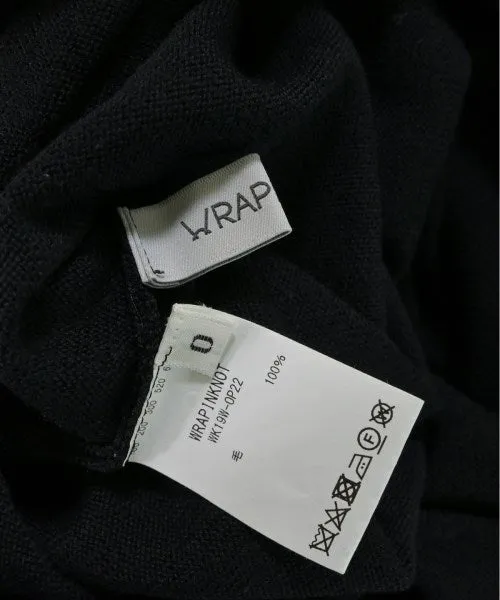 WRAP
0
WRAPINKNOT
WK19W-OP22
毛 100%
F